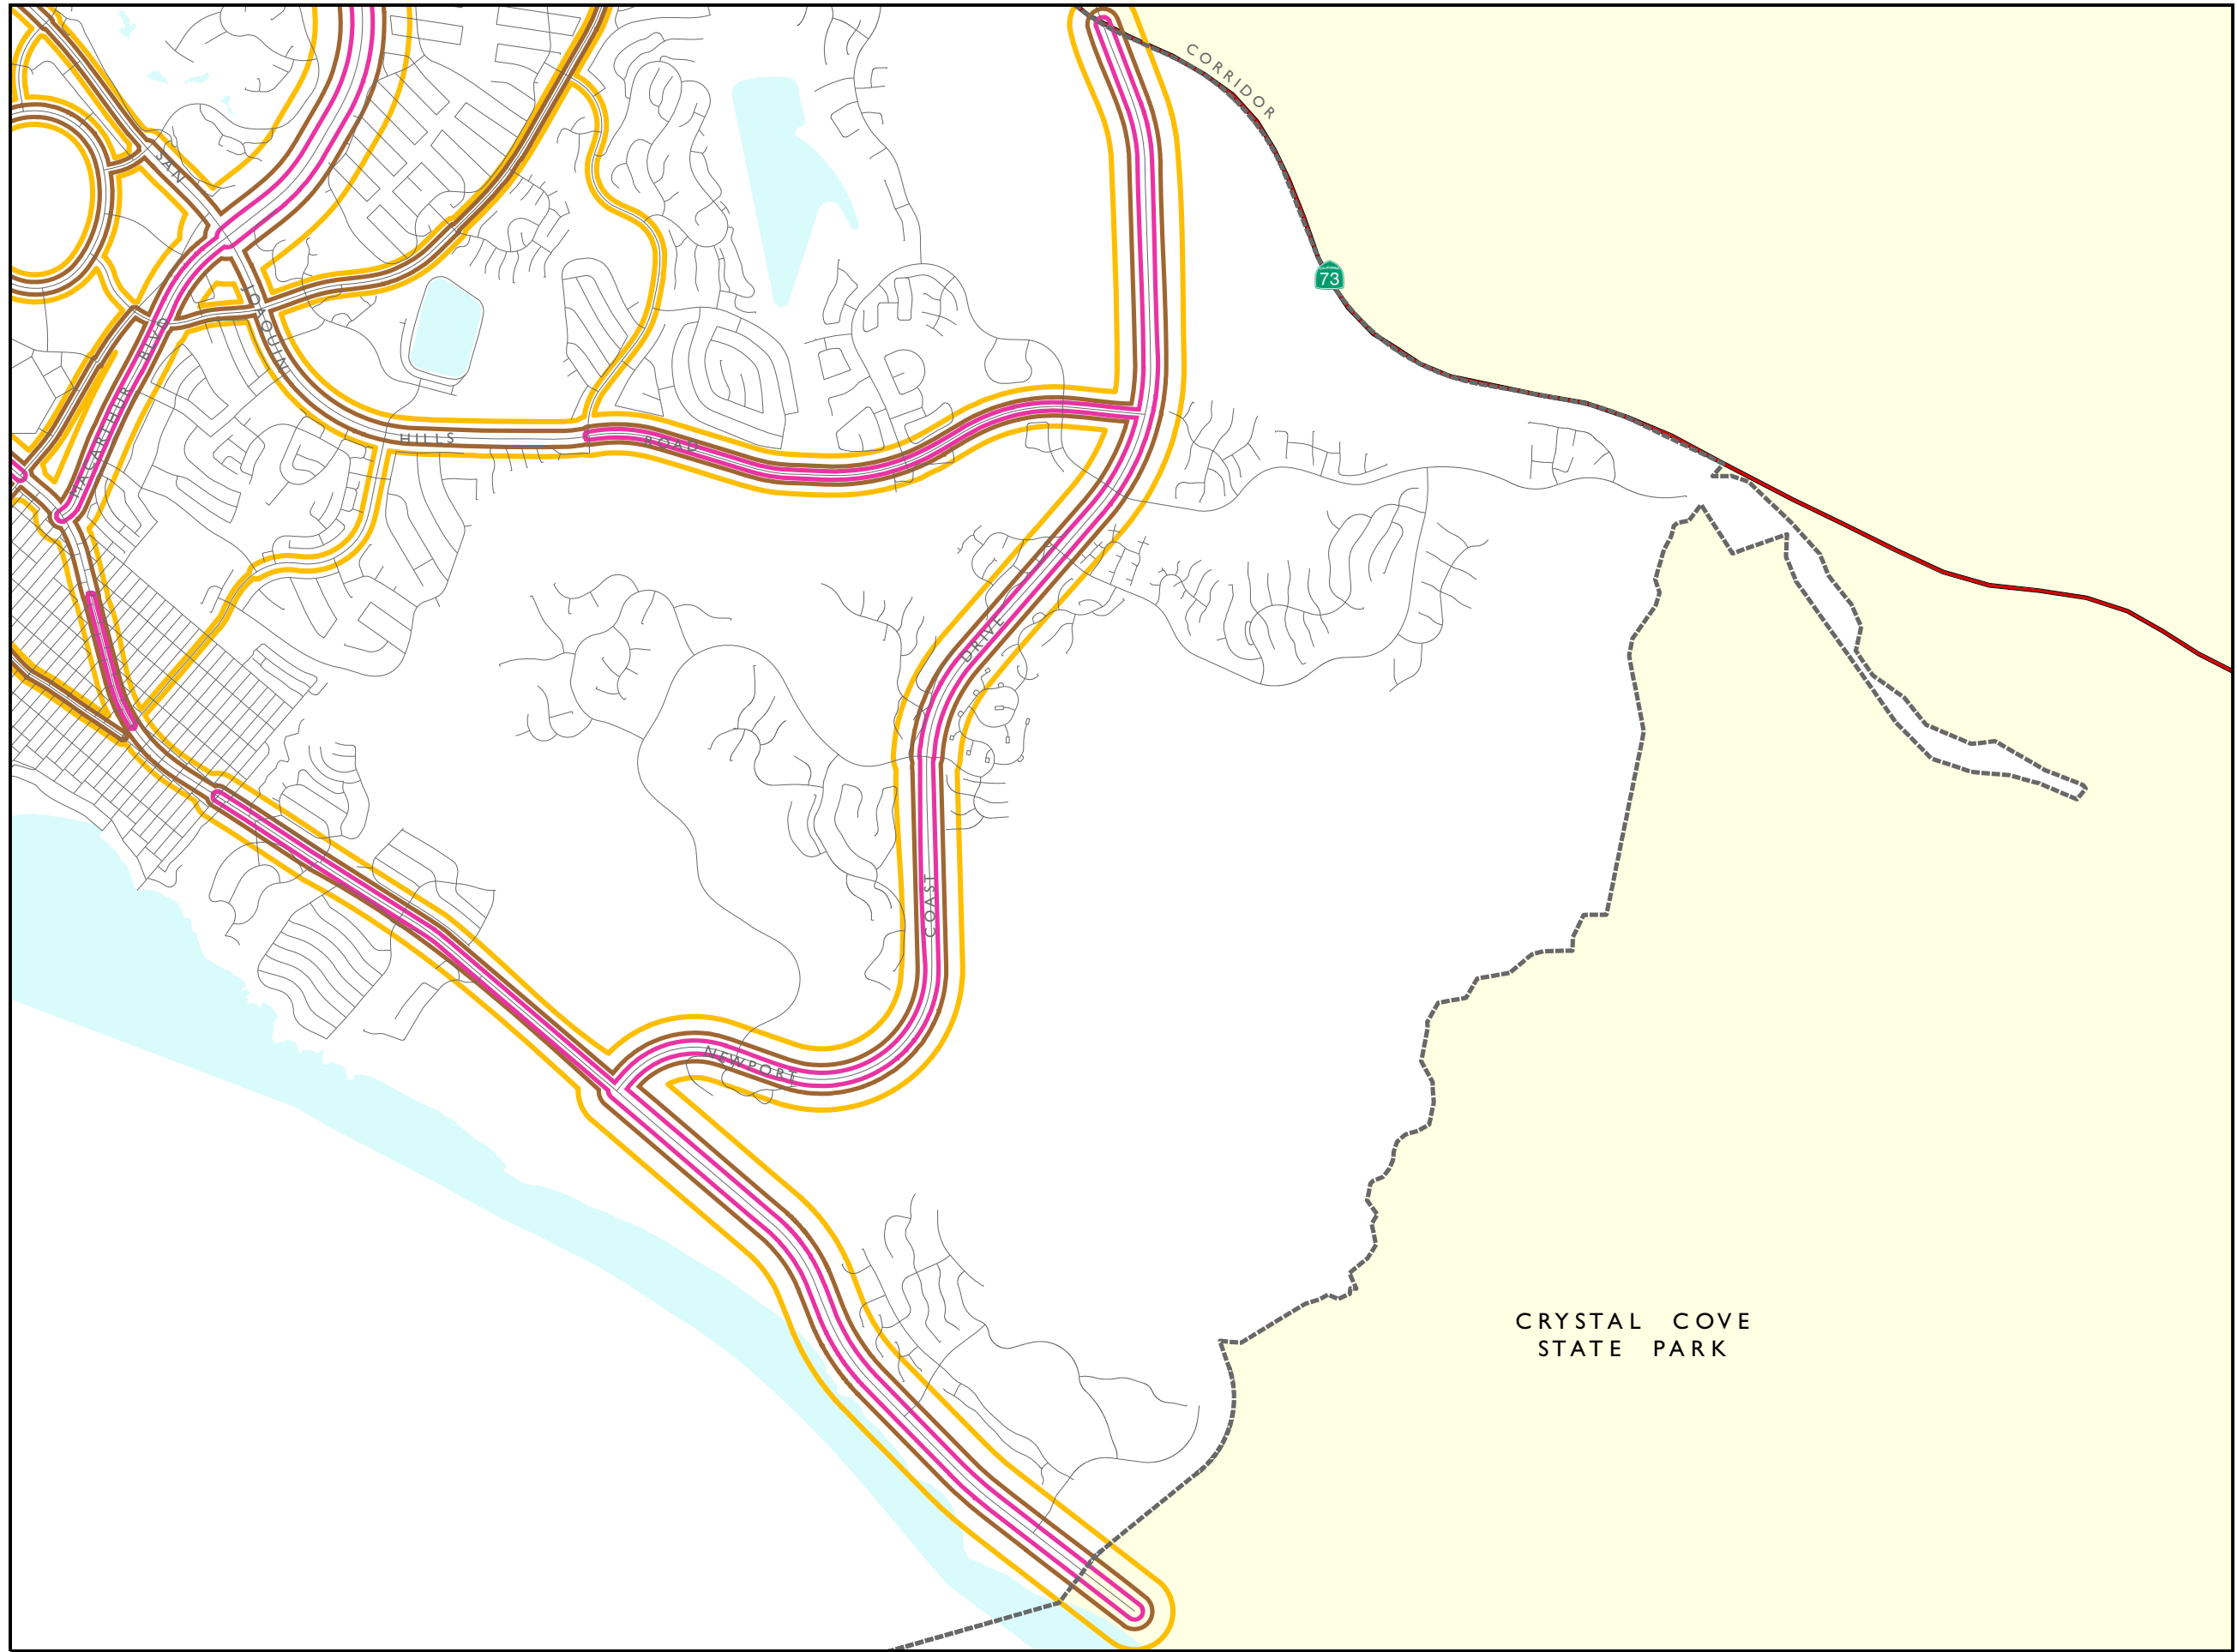 CORRIDOR
SAN
73
JOAQUIN
MACARTHUR BLVD
HILLS
ROAD
DRIVE
COAST
NEWPORT
CRYSTAL COVE
STATE PARK